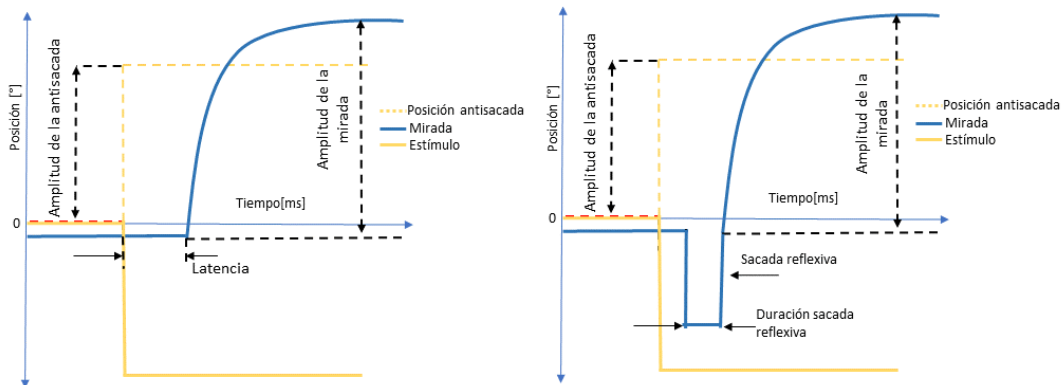 Posición [°]
Amplitud de la antisacada
Amplitud de la
mirada
Posición antisacada
Mirada
Estímulo
0
Tiempo[ms]
Latencia
Posición [°]
Amplitud de la antisacada
Amplitud de la
mirada
Posición antisacada
Mirada
Estímulo
0
Tiempo[ms]
Sacada reflexiva
Duración sacada
reflexiva